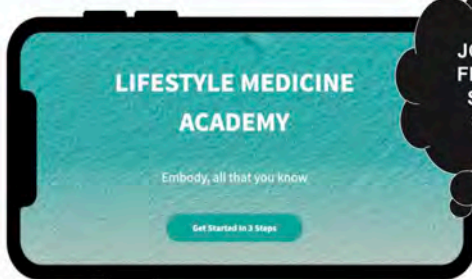 LIFESTYLE MEDICINE
ACADEMY
Embody, all that you know
Get Started in 3 Steps